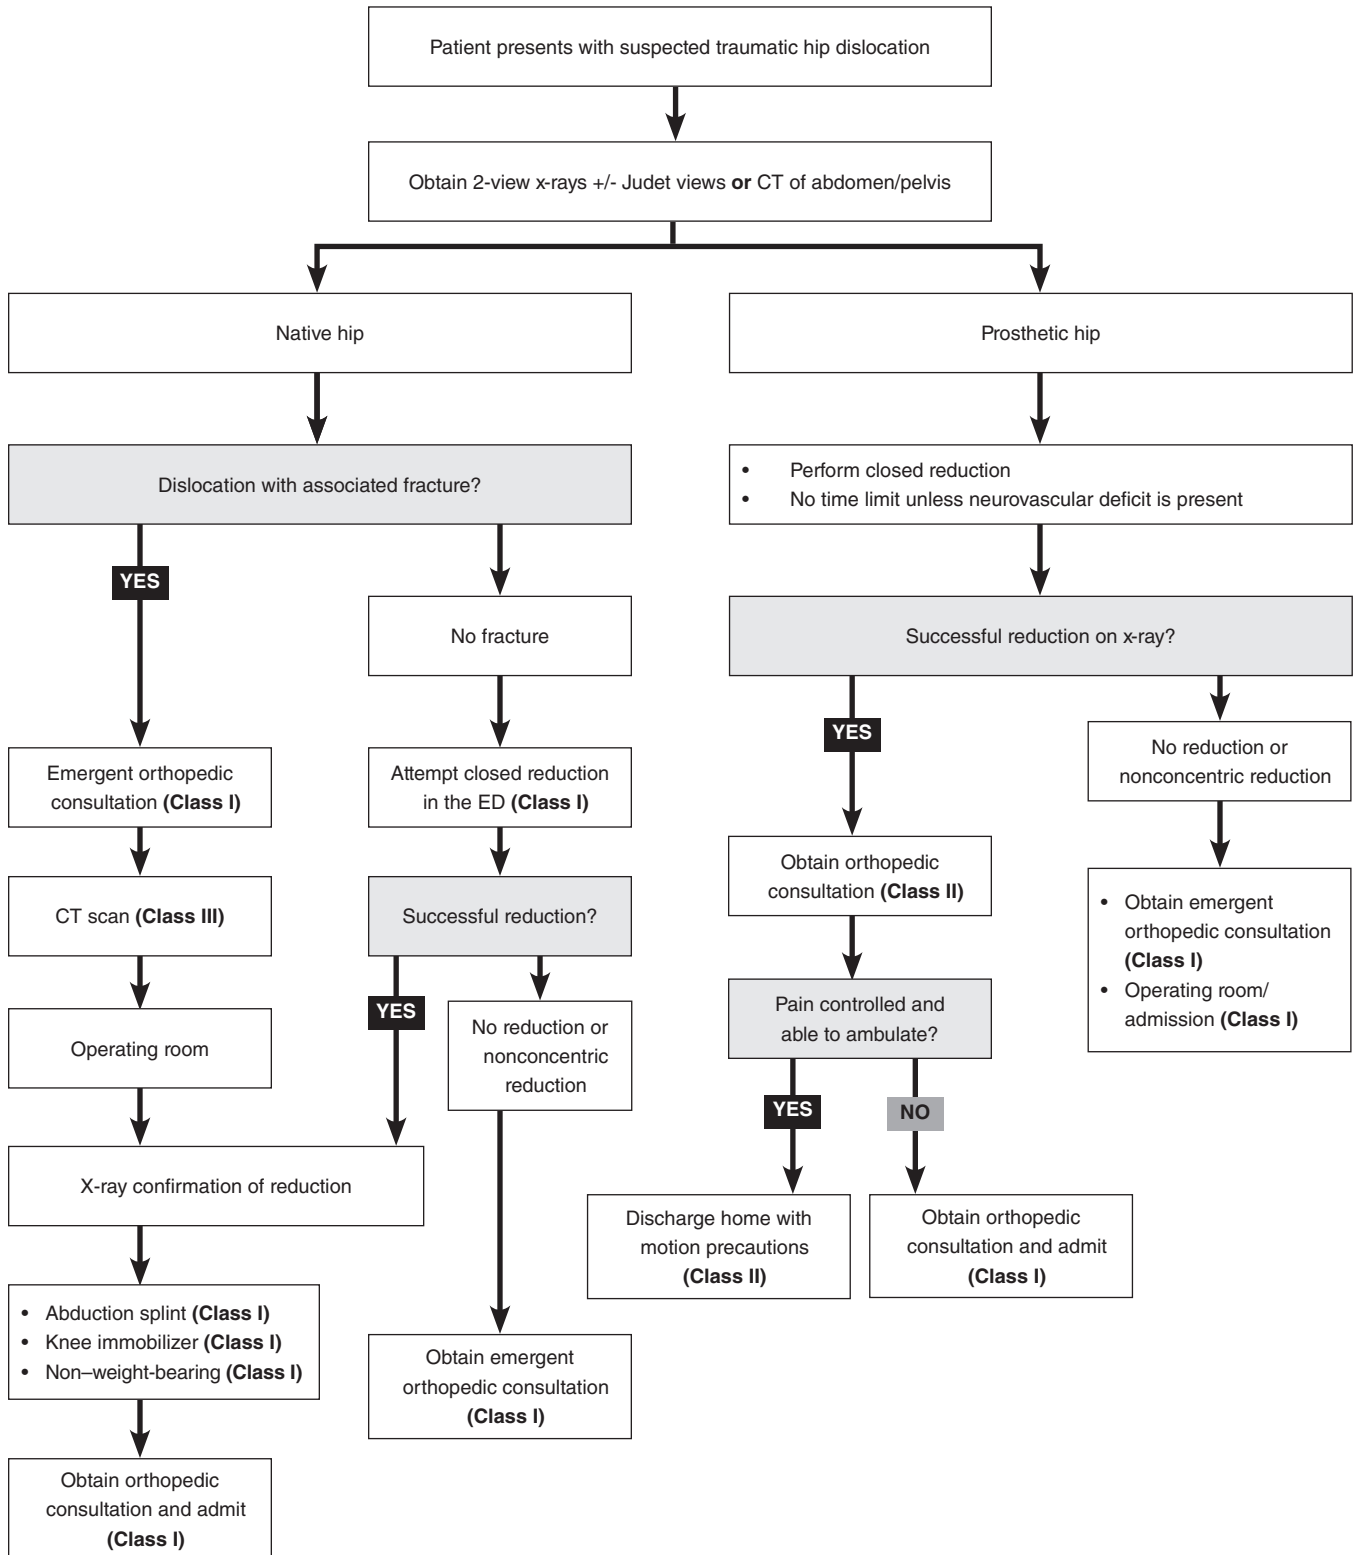 Patient presents with suspected traumatic hip dislocation
Obtain 2-view x-rays +/- Judet views or CT of abdomen/pelvis
Native hip
Dislocation with associated fracture?
YES
No fracture
Emergent orthopedic
consultation (Class I)
Attempt closed reduction
in the ED (Class I)
CT scan (Class III)
Successful reduction?
YES
Operating room
No reduction or
nonconcentric
reduction
X-ray confirmation of reduction
• Abduction splint (Class I)
• Knee immobilizer (Class I)
• Non–weight-bearing (Class I)
Obtain emergent
orthopedic consultation
(Class I)
Obtain orthopedic
consultation and admit
(Class I)
Prosthetic hip
• Perform closed reduction
• No time limit unless neurovascular deficit is present
Successful reduction on x-ray?
YES
No reduction or
nonconcentric reduction
Obtain orthopedic
consultation (Class II)
• Obtain emergent
orthopedic consultation
(Class I)
• Operating room/
admission (Class I)
Pain controlled and
able to ambulate?
YES
NO
Discharge home with
motion precautions
(Class II)
Obtain orthopedic
consultation and admit
(Class I)